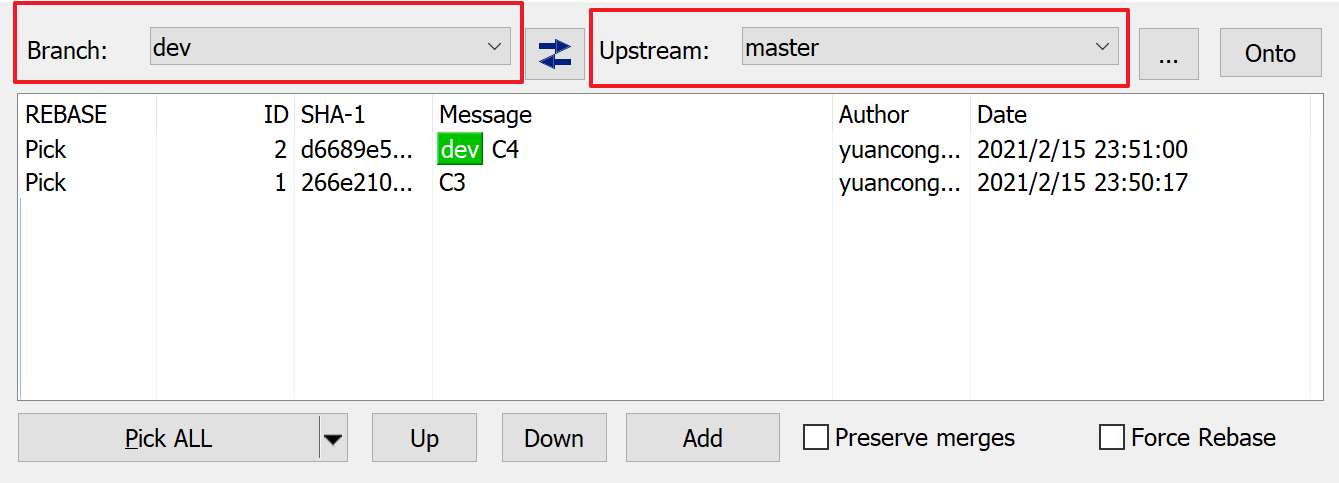 Branch: dev Upstream: master ... Onto
REBASE ID SHA-1 Message Author Date
Pick 2 d6689e5... dev C4 yuancong... 2021/2/15 23:51:00
Pick 1 266e210... C3 yuancong... 2021/2/15 23:50:17
Pick ALL Up Down Add Preserve merges Force Rebase